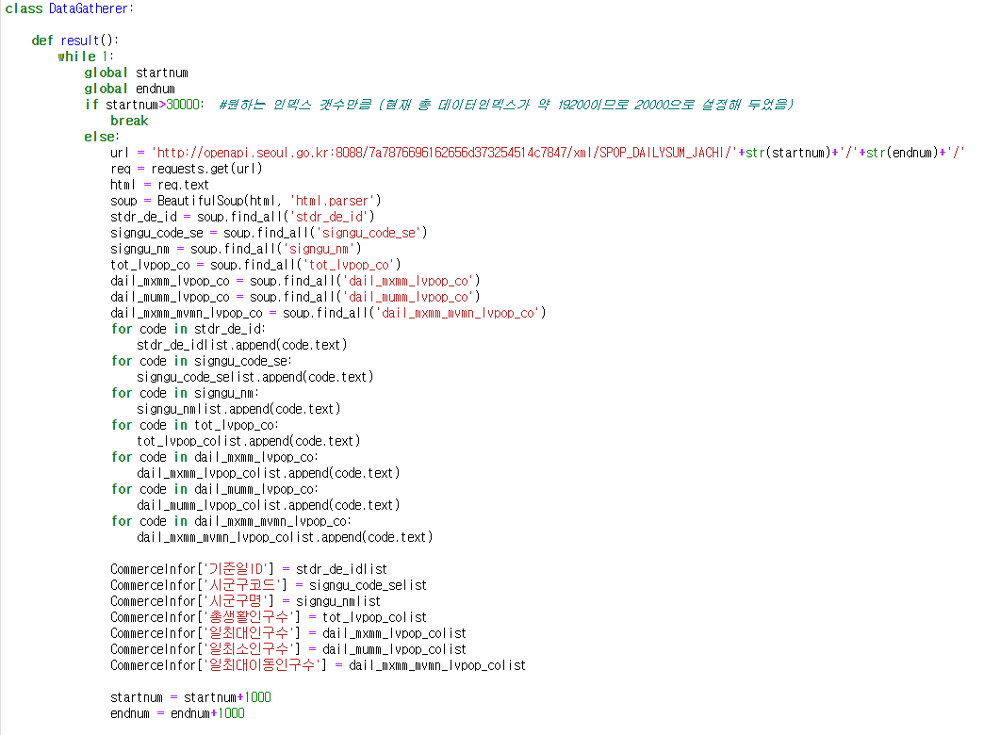 class DataGatherer:
def result():
while 1:
global startnum
global endnum
if startnum>30000:  #원하는 인덱스 갯수만큼 (현재 총 데이터인덱스가 약 19200이므로 20000으로 설정해 두었음)
break
else:
url = 'http://openapi.seoul.go.kr:8088/7a7876696162656d373254514c7847/xml/SPOP_DAILYSUM_JACHI/'+str(startnum)+'/'+str(endnum)+'/'
req = requests.get(url)
html = req.text
soup = BeautifulSoup(html, 'html.parser')
stdr_de_id = soup.find_all('stdr_de_id')
signgu_code_se = soup.find_all('signgu_code_se')
signgu_nm = soup.find_all('signgu_nm')
tot_lvpop_co = soup.find_all('tot_lvpop_co')
dail_mxmm_lvpop_co = soup.find_all('dail_mxmm_lvpop_co')
dail_mumm_lvpop_co = soup.find_all('dail_mumm_lvpop_co')
dail_mxmm_mvmn_lvpop_co = soup.find_all('dail_mxmm_mvmn_lvpop_co')
for code in stdr_de_id:
stdr_de_idlist.append(code.text)
for code in signgu_code_se:
signgu_code_selist.append(code.text)
for code in signgu_nm:
signgu_nmlist.append(code.text)
for code in tot_lvpop_co:
tot_lvpop_colist.append(code.text)
for code in dail_mxmm_lvpop_co:
dail_mxmm_lvpop_colist.append(code.text)
for code in dail_mumm_lvpop_co:
dail_mumm_lvpop_colist.append(code.text)
for code in dail_mxmm_mvmn_lvpop_co:
dail_mxmm_mvmn_lvpop_colist.append(code.text)
CommerceInfor['기준일ID'] = stdr_de_idlist
CommerceInfor['시군구코드'] = signgu_code_selist
CommerceInfor['시군구명'] = signgu_nmlist
CommerceInfor['총생활인구수'] = tot_lvpop_colist
CommerceInfor['일최대인구수'] = dail_mxmm_lvpop_colist
CommerceInfor['일최소인구수'] = dail_mumm_lvpop_colist
CommerceInfor['일최대이동인구수'] = dail_mxmm_mvmn_lvpop_colist
startnum = startnum+1000
endnum = endnum+1000